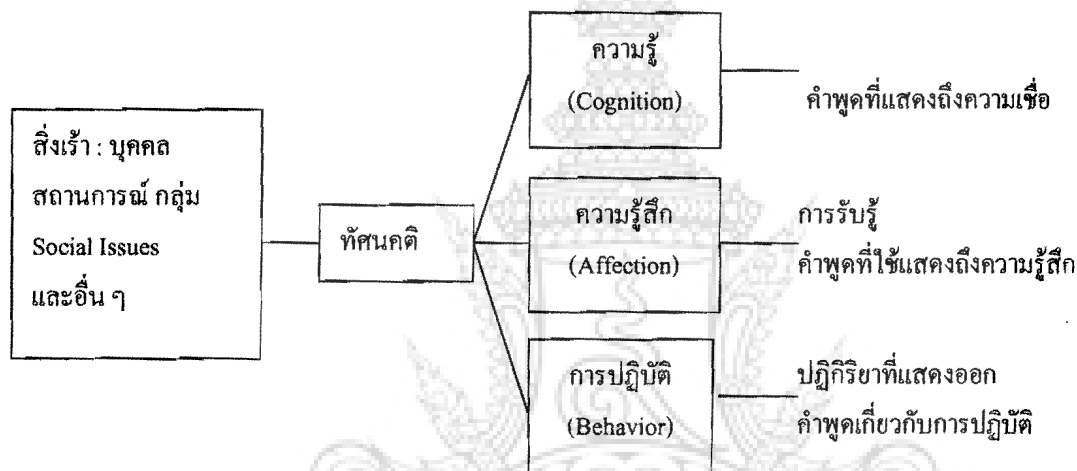 สิ่งเร้า : บุคคล
สถานการณ์ กลุ่ม
Social Issues
และอื่น ๆ
ทัศนคติ
ความรู้
(Cognition)
คำพูดที่แสดงถึงความเชื่อ
ความรู้สึก
(Affection)
การรับรู้
คำพูดที่ใช้แสดงถึงความรู้สึก
การปฏิบัติ
(Behavior)
ปฏิกิริยาที่แสดงออก
คำพูดเกี่ยวกับการปฏิบัติ